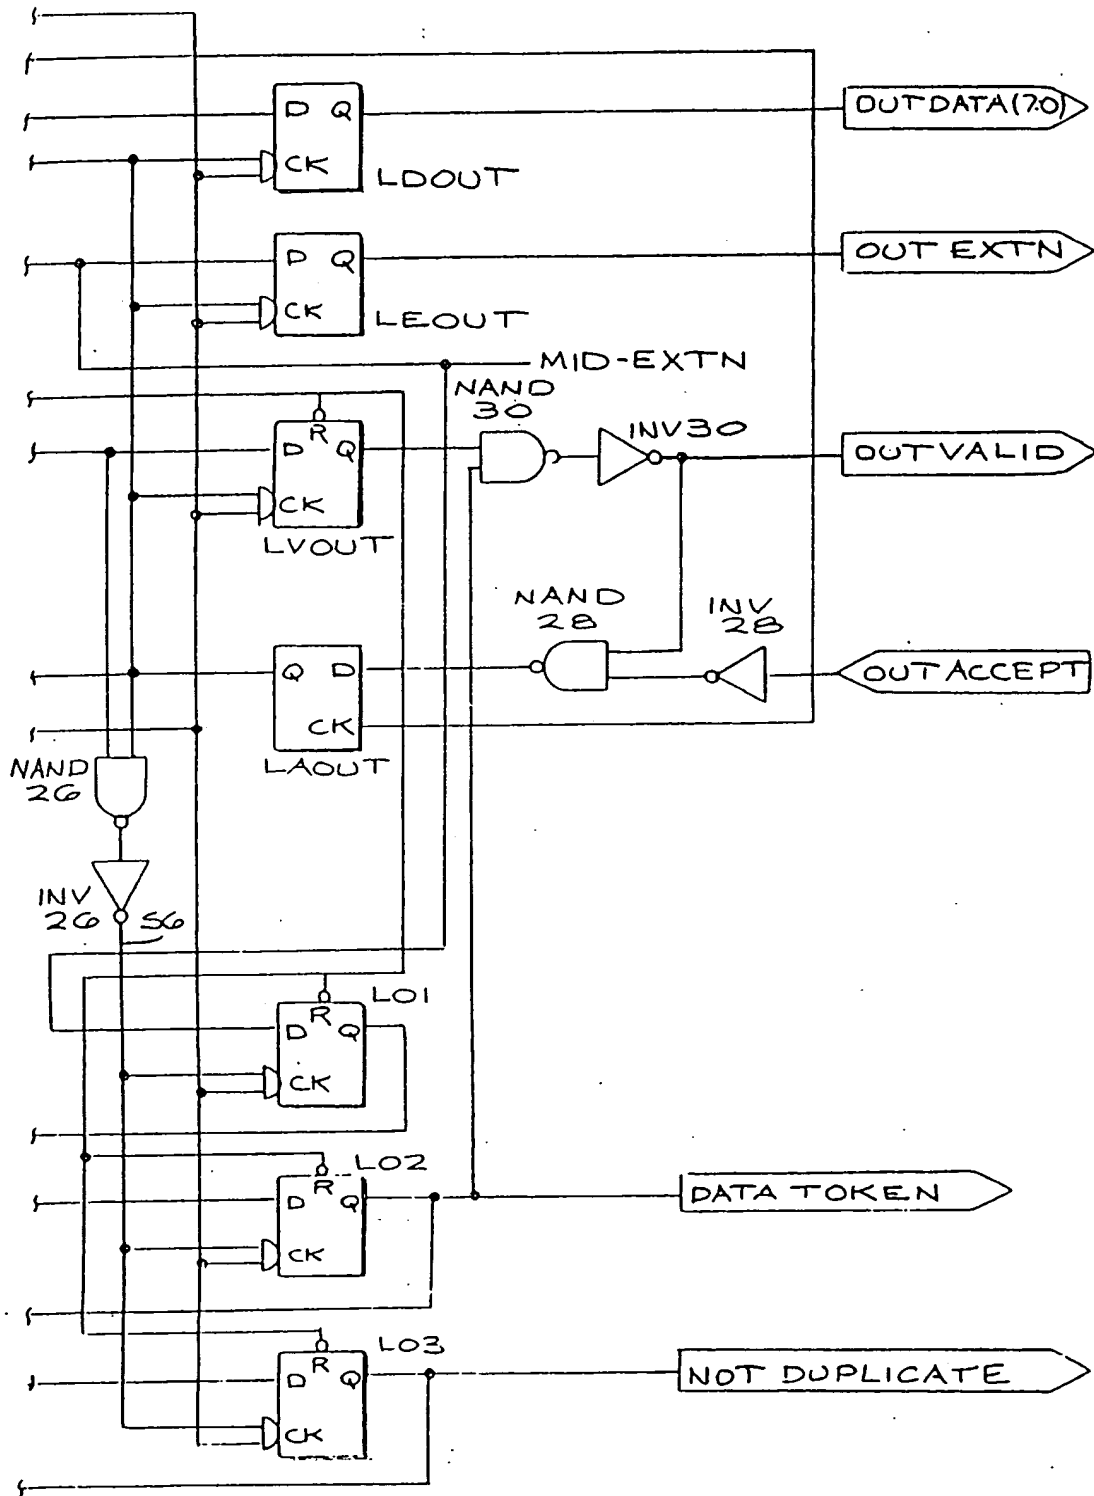 D Q
CK
LDOUT
OUTDATA(7:0)
D Q
CK
LEOUT
OUT EXTN
MID-EXTN
NAND
30
INV30
R
D Q
CK
LVOUT
OUTVALID
NAND
28
INV
28
Q D
CK
LAOUT
OUTACCEPT
NAND
26
INV
26
S6
R
D Q
CK
LO1
R
D Q
CK
LO2
DATA TOKEN
R
D Q
CK
LO3
NOT DUPLICATE